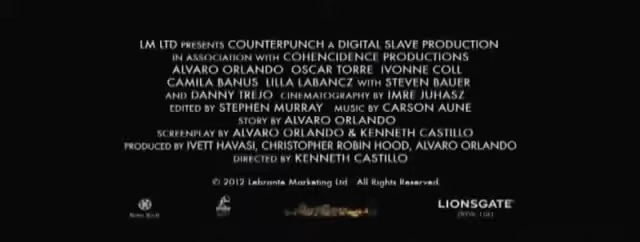 LM LTD PRESENTS COUNTERPUNCH A DIGITAL SLAVE PRODUCTION
IN ASSOCIATION WITH COHENCIDENCE PRODUCTIONS
ALVARO ORLANDO OSCAR TORRE IVONNE COLL
CAMILA BANUS LILLA LABANCZ WITH STEVEN BAUER
AND DANNY TREJO CINEMATOGRAPHY BY IMRE JUHASZ
EDITED BY STEPHEN MURRAY MUSIC BY CARSON AUNE
STORY BY ALVARO ORLANDO
SCREENPLAY BY ALVARO ORLANDO & KENNETH CASTILLO
PRODUCED BY IVETT HAVASI, CHRISTOPHER ROBIN HOOD, ALVARO ORLANDO
DIRECTED BY KENNETH CASTILLO
© 2012 Lebrante Marketing Ltd. All Rights Reserved.
LIONSGATE